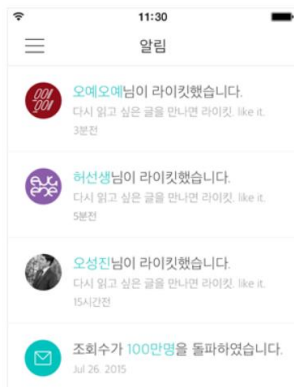 11:30
알림
오예오예님이 라이킷했습니다.
다시 읽고 싶은 글을 만나면 라이킷. like it.
3분전
허선생님이 라이킷했습니다.
다시 읽고 싶은 글을 만나면 라이킷. like it.
5분전
오성진님이 라이킷했습니다.
다시 읽고 싶은 글을 만나면 라이킷. like it.
15시간전
조회수가 100만명을 돌파하였습니다.
Jul 26. 2015